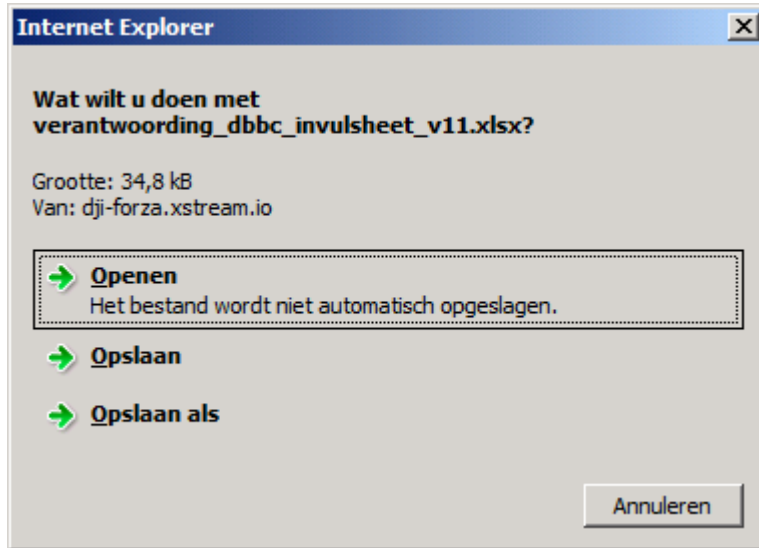 Internet Explorer
Wat wilt u doen met
verantwoording_dbbc_invulsheet_v11.xlsx?
Grootte: 34,8 kB
Van: dji-forza.xstream.io
Openen
Het bestand wordt niet automatisch opgeslagen.
Opslaan
Opslaan als
Annuleren